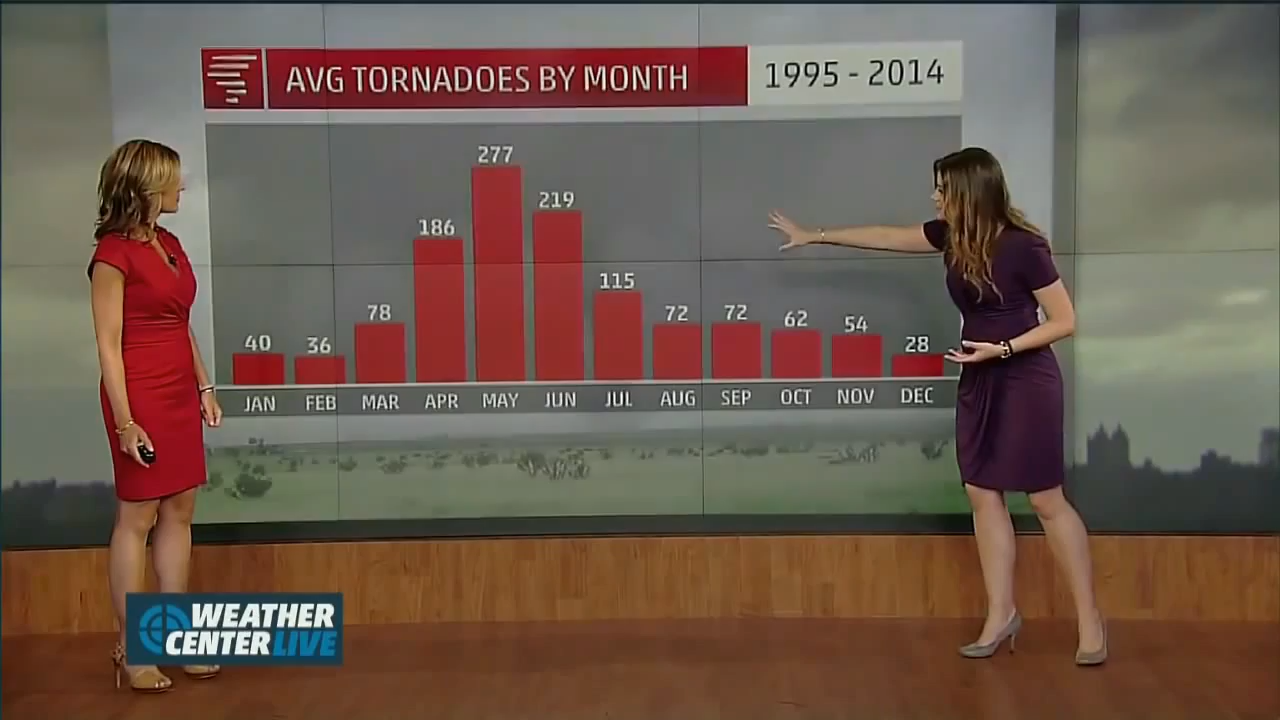 AVG TORNADOES BY MONTH 1995 - 2014
277
219
186
115
78
72 72
62
54
40 36 28
JAN FEB MAR APR MAY JUN JUL AUG SEP OCT NOV DEC
WEATHER
CENTER LIVE